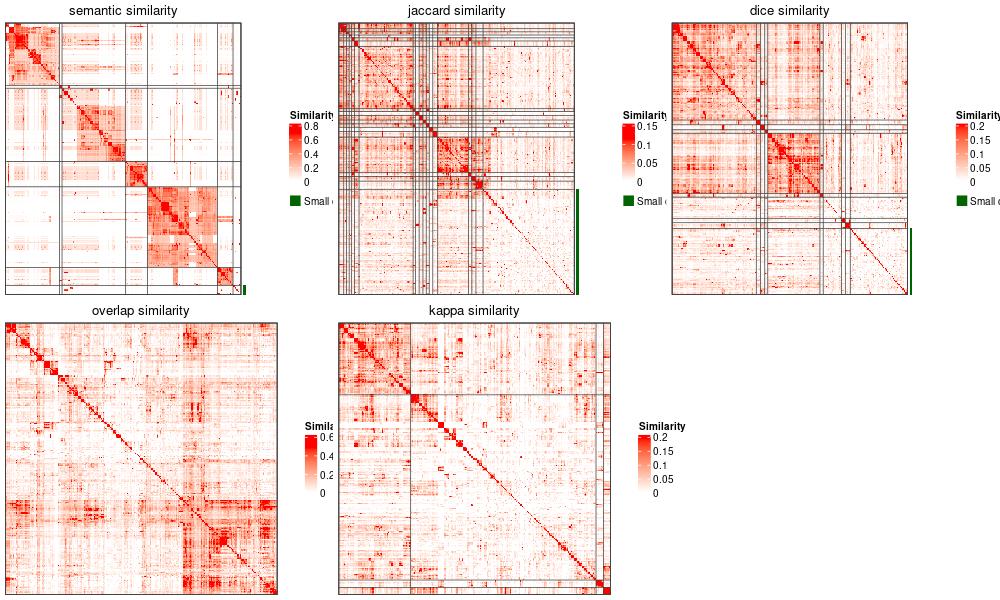 semantic similarity
jaccard similarity
dice similarity
Similarity
0.8
0.6
0.4
0.2
0
Small
Similarity
0.15
0.1
0.05
0
Small
Similarity
0.2
0.15
0.1
0.05
0
Small
overlap similarity
kappa similarity
Simila
0.6
0.4
0.2
0
Similarity
0.2
0.15
0.1
0.05
0